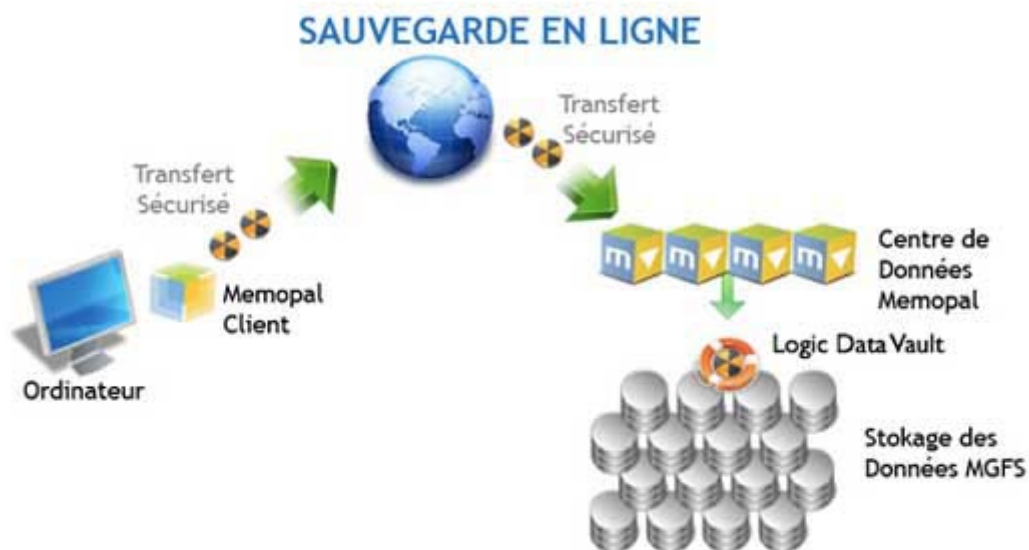 SAUVEGARDE EN LIGNE
Transfert
Sécurisé
Transfert
Sécurisé
Memopal
Client
Ordinateur
m m m m
Centre de
Données
Memopal
Logic Data Vault
Stokage des
Données MGFS